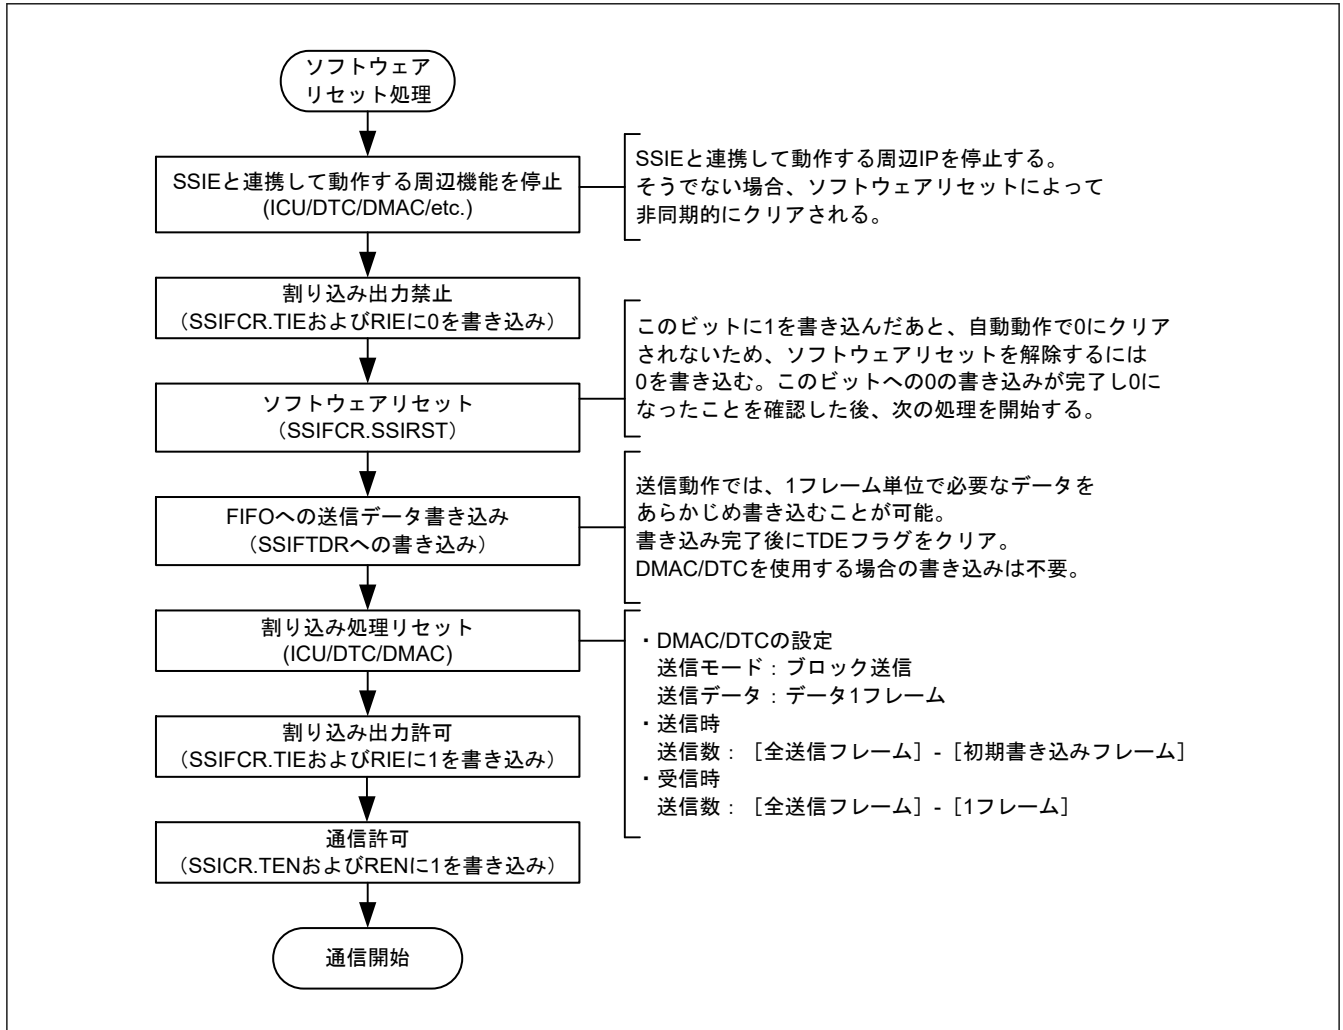 ソフトウェア
リセット処理
SSIEと連携して動作する周辺機能を停止
(ICU/DTC/DMAC/etc.)
SSIEと連携して動作する周辺IPを停止する。
そうでない場合、ソフトウェアリセットによって
非同期的にクリアされる。
割り込み出力禁止
（SSIFCR.TIEおよびRIEに0を書き込み）
ソフトウェアリセット
（SSIFCR.SSIRST）
このビットに1を書き込んだあと、自動動作で0にクリア
されないため、ソフトウェアリセットを解除するには
0を書き込む。このビットへの0の書き込みが完了し0に
なったことを確認した後、次の処理を開始する。
FIFOへの送信データ書き込み
（SSIFTDRへの書き込み）
送信動作では、1フレーム単位で必要なデータを
あらかじめ書き込むことが可能。
書き込み完了後にTDEフラグをクリア。
DMAC/DTCを使用する場合の書き込みは不要。
割り込み処理リセット
(ICU/DTC/DMAC)
・DMAC/DTCの設定
送信モード：ブロック送信
送信データ：データ1フレーム
・送信時
送信数：［全送信フレーム］-［初期書き込みフレーム］
・受信時
送信数：［全送信フレーム］-［1フレーム］
割り込み出力許可
（SSIFCR.TIEおよびRIEに1を書き込み）
通信許可
（SSICR.TENおよびRENに1を書き込み）
通信開始